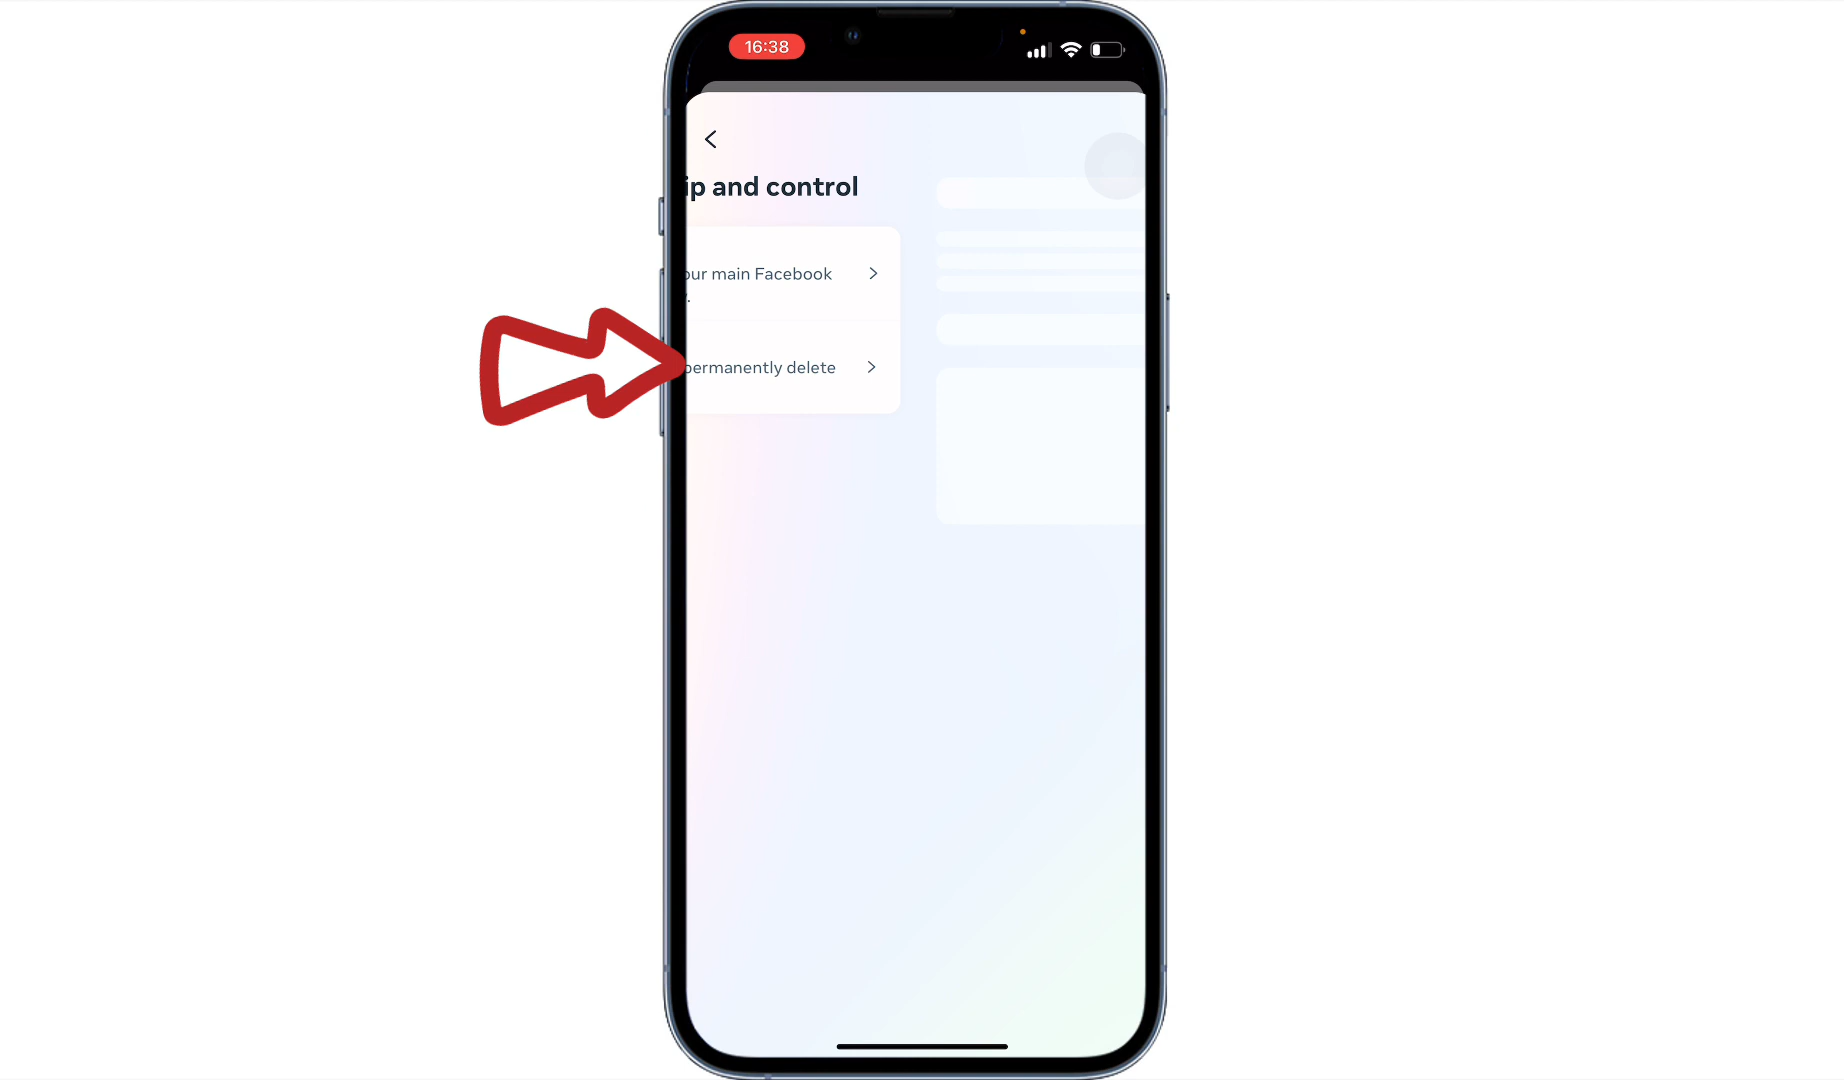 16:38
ip and control
our main Facebook
y.
permanently delete